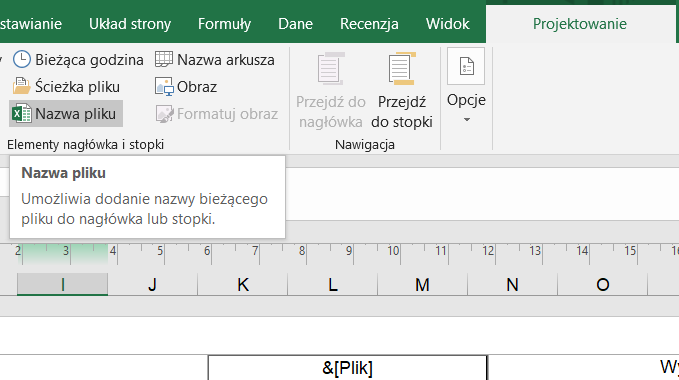 stawianie Układ strony Formuły Dane Recenzja Widok Projektowanie
Bieżąca godzina Nazwa arkusza
Ścieżka pliku Obraz
Nazwa pliku Formatuj obraz
Przejdź do
nagłówka
Przejdź
do stopki
Opcje
Elementy nagłówka i stopki Nawigacja
Nazwa pliku
Umożliwia dodanie nazwy bieżącego
pliku do nagłówka lub stopki.
2 3 4 5 6 7 8 9 10 11 12 13 14 15 16
I J K L M N O
&[Plik] Wy